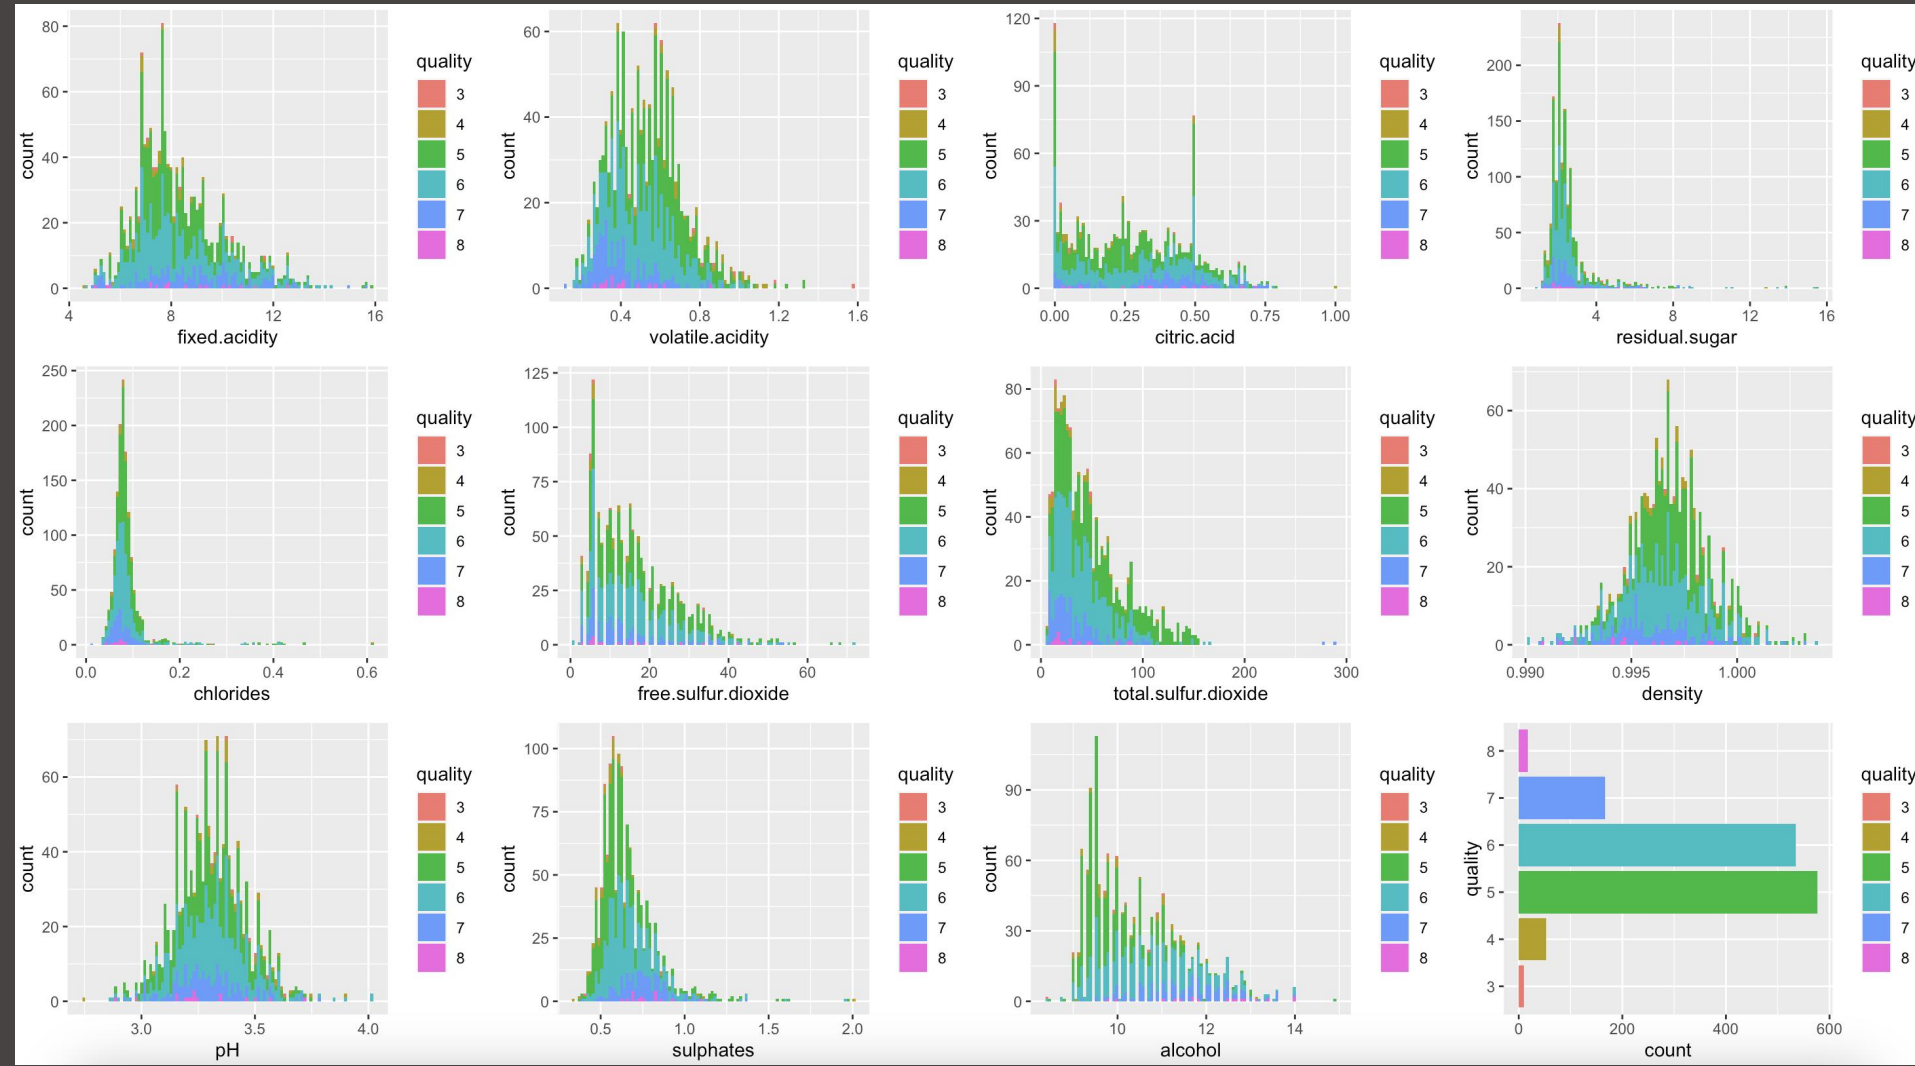 80
60
40
20
0
count
4 8 12 16
fixed.acidity
quality
3
4
5
6
7
8
60
40
20
0
count
0.4 0.8 1.2 1.6
volatile.acidity
quality
3
4
5
6
7
8
120
90
60
30
0
count
0.00 0.25 0.50 0.75 1.00
citric.acid
quality
3
4
5
6
7
8
200
150
100
50
0
count
4 8 12 16
residual.sugar
quality
3
4
5
6
7
8
250
200
150
100
50
0
count
0.0 0.2 0.4 0.6
chlorides
quality
3
4
5
6
7
8
125
100
75
50
25
0
count
0 20 40 60
free.sulfur.dioxide
quality
3
4
5
6
7
8
80
60
40
20
0
count
0 100 200 300
total.sulfur.dioxide
quality
3
4
5
6
7
8
60
40
20
0
count
0.990 0.995 1.000
density
quality
3
4
5
6
7
8
60
40
20
0
count
3.0 3.5 4.0
pH
quality
3
4
5
6
7
8
100
75
50
25
0
count
0.5 1.0 1.5 2.0
sulphates
quality
3
4
5
6
7
8
90
60
30
0
count
10 12 14
alcohol
quality
3
4
5
6
7
8
8
7
6
5
4
3
quality
0 200 400 600
count
quality
3
4
5
6
7
8